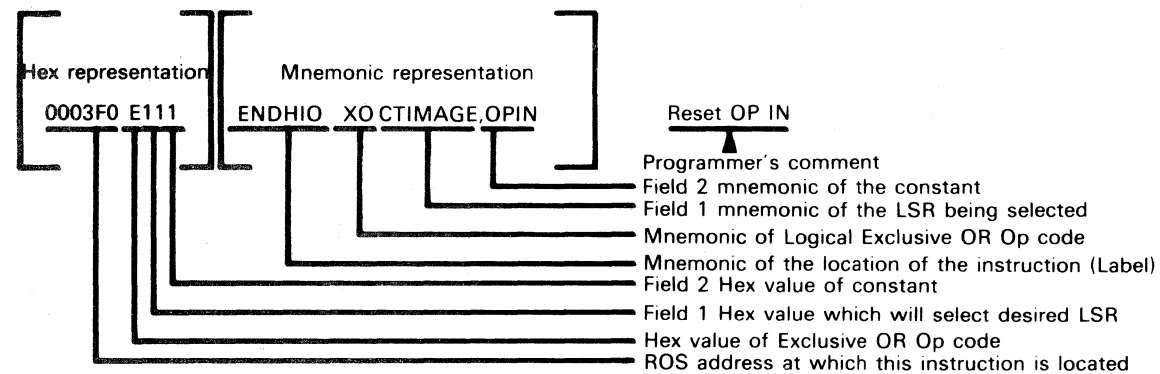 Hex representation Mnemonic representation
0003F0 E111 ENDHIO XO CTIMAGE,OPIN Reset OP IN
Programmer's comment
Field 2 mnemonic of the constant
Field 1 mnemonic of the LSR being selected
Mnemonic of Logical Exclusive OR Op code
Mnemonic of the location of the instruction (Label)
Field 2 Hex value of constant
Field 1 Hex value which will select desired LSR
Hex value of Exclusive OR Op code
ROS address at which this instruction is located